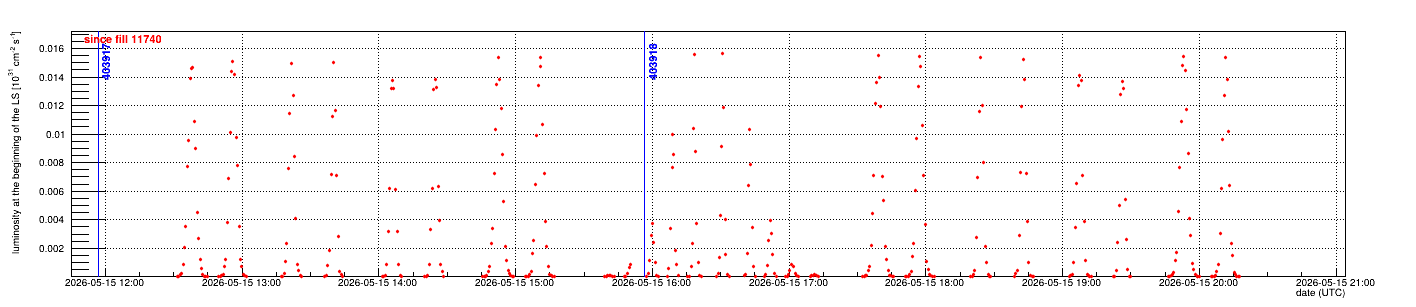 since fill 11740
403917
403918
luminosity at the beginning of the LS [10³¹ cm⁻² s⁻¹]
0.016
0.014
0.012
0.01
0.008
0.006
0.004
0.002
2026-05-15 12:00 2026-05-15 13:00 2026-05-15 14:00 2026-05-15 15:00 2026-05-15 16:00 2026-05-15 17:00 2026-05-15 18:00 2026-05-15 19:00 2026-05-15 20:00 2026-05-15 21:00
date (UTC)